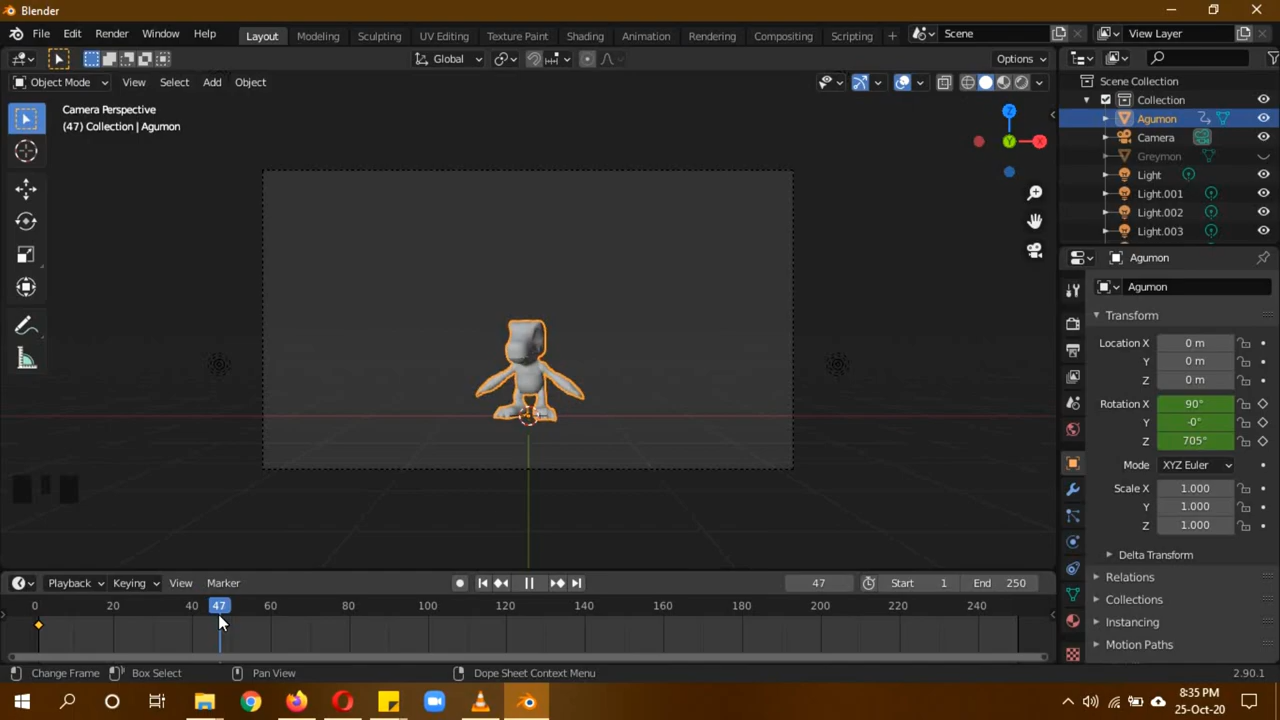 Blender
File Edit Render Window Help Layout Modeling Sculpting UV Editing Texture Paint Shading Animation Rendering Compositing Scripting + Scene View Layer
Global Options
Object Mode View Select Add Object
Camera Perspective
(47) Collection | Agumon
Z
X
Y
Scene Collection
Collection
Agumon
Camera
Greymon
Light
Light.001
Light.002
Light.003
Agumon
Agumon
Transform
Location X 0 m
Y 0 m
Z 0 m
Rotation X 90°
Y -0°
Z 705°
Mode XYZ Euler
Scale X 1.000
Y 1.000
Z 1.000
Delta Transform
Relations
Collections
Instancing
Motion Paths
Playback Keying View Marker 47 Start 1 End 250
0 20 40 47 60 80 100 120 140 160 180 200 220 240
Change Frame Box Select Pan View Dope Sheet Context Menu 2.90.1
8:35 PM
25-Oct-20